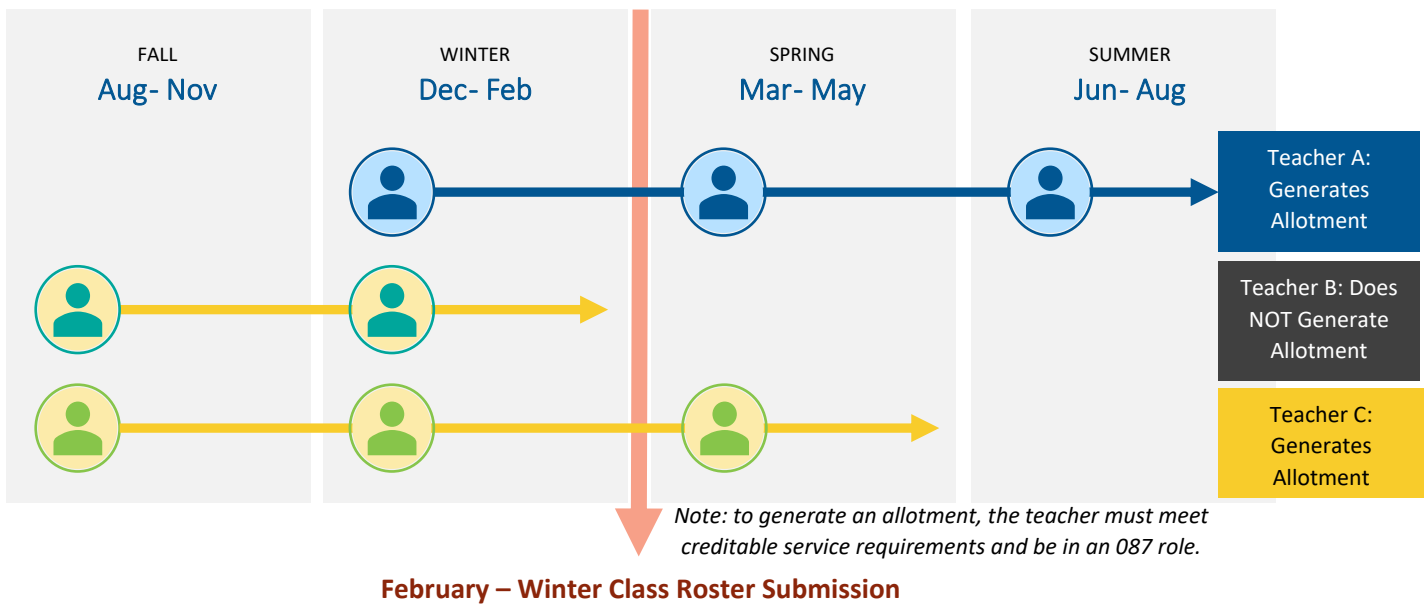 FALL
Aug- Nov
WINTER
Dec- Feb
SPRING
Mar- May
SUMMER
Jun- Aug
Teacher A:
Generates
Allotment
Teacher B: Does
NOT Generate
Allotment
Teacher C:
Generates
Allotment
Note: to generate an allotment, the teacher must meet
creditable service requirements and be in an 087 role.
February – Winter Class Roster Submission